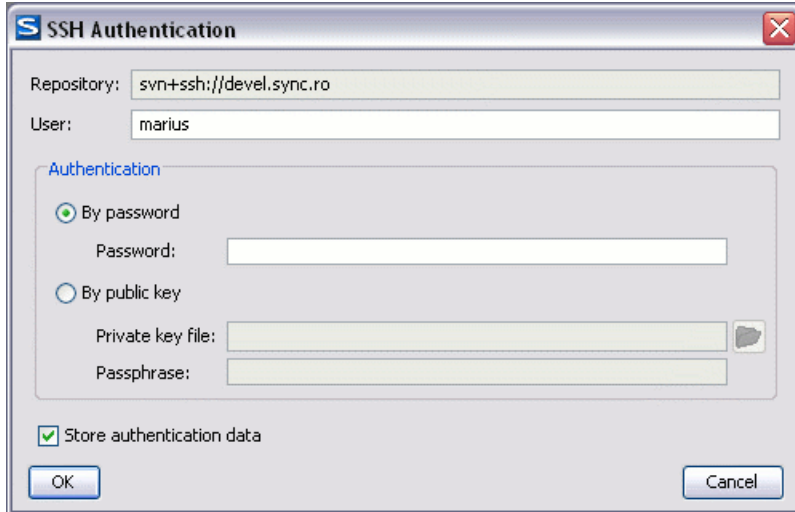 S SSH Authentication
Repository: svn+ssh://devel.sync.ro
User: marius
Authentication
By password
Password:
By public key
Private key file:
Passphrase:
Store authentication data
OK Cancel